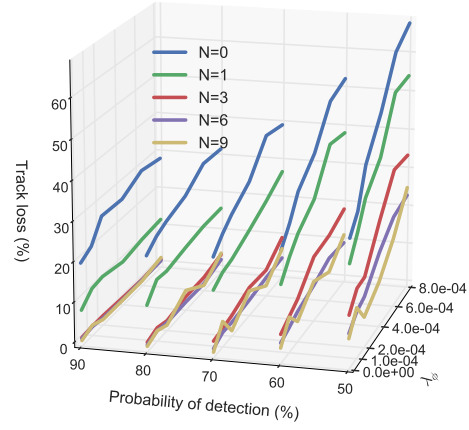 N=0
N=1
N=3
N=6
N=9
Track loss (%)
60
50
40
30
20
10
0
90
80
70
60
50
Probability of detection (%)
8.0e-04
6.0e-04
4.0e-04
2.0e-04
1.0e-04
0.0e+00
λφ